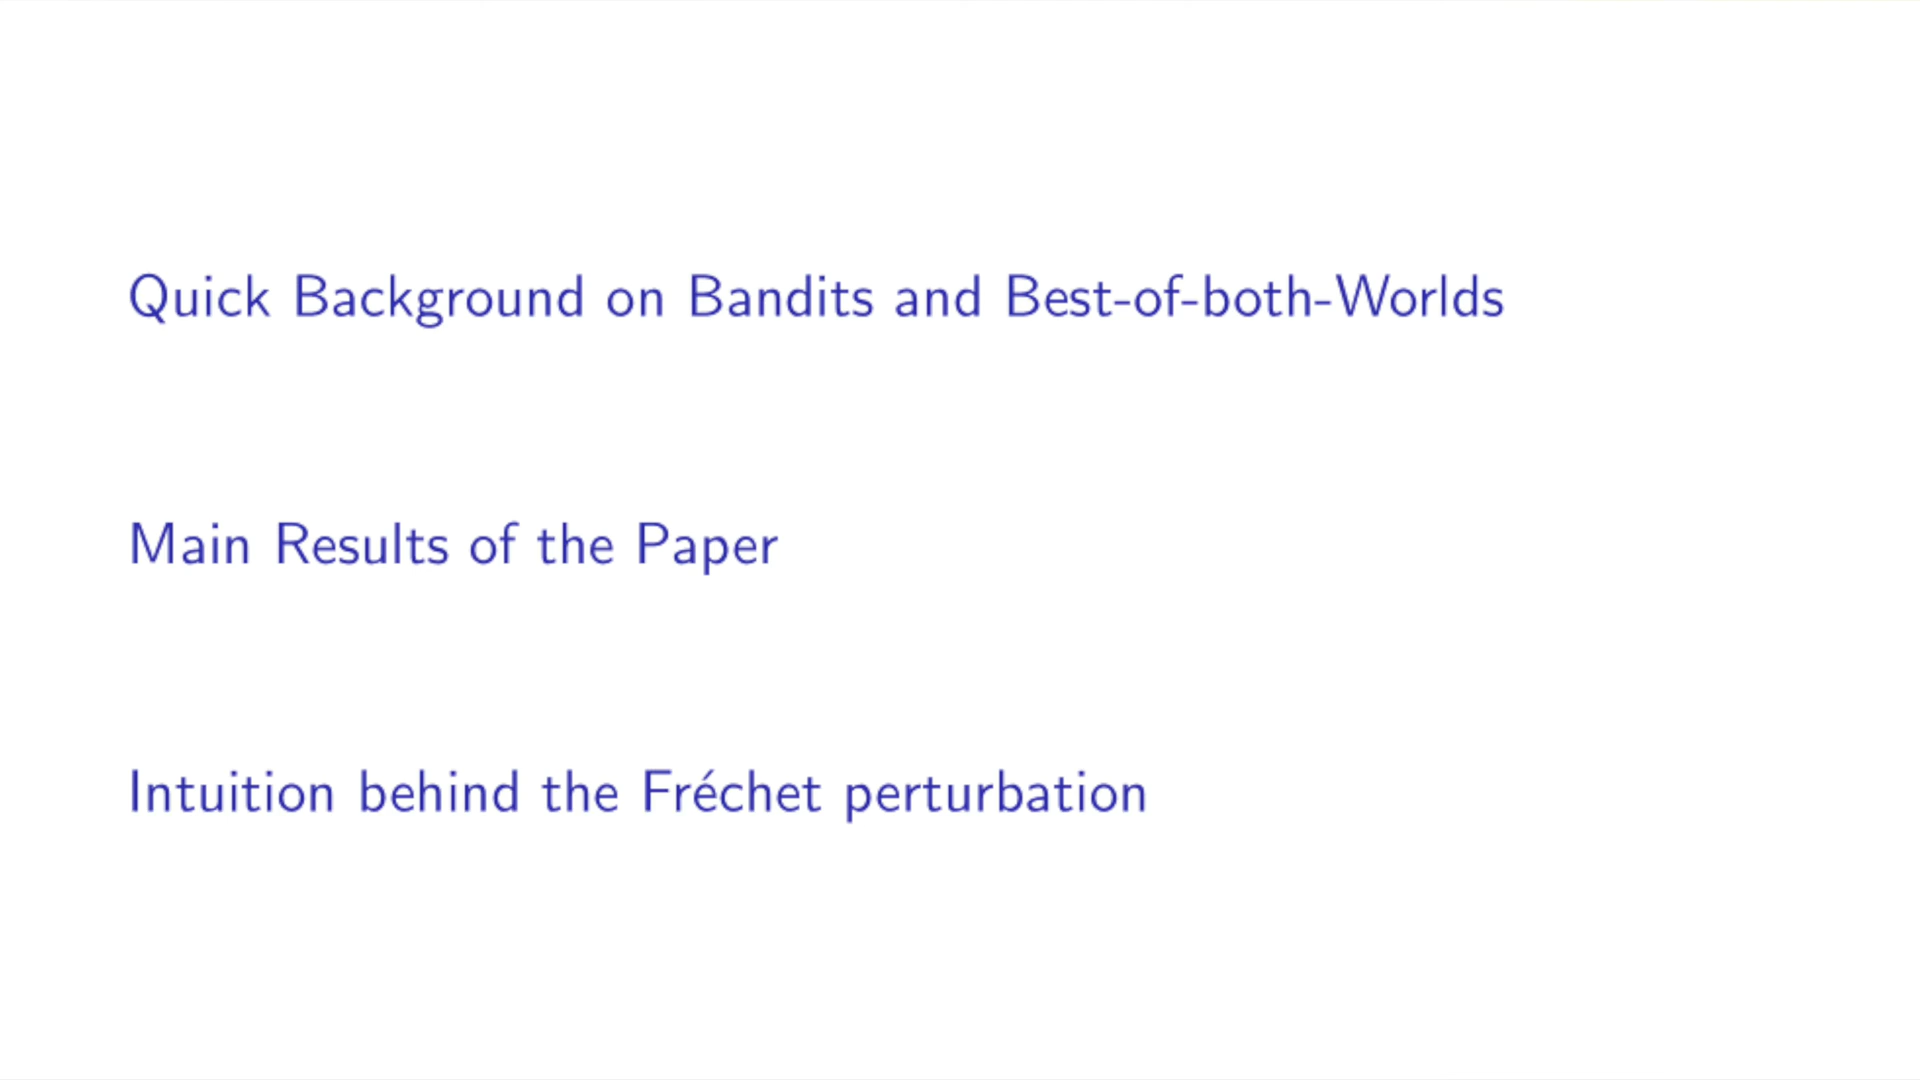 Quick Background on Bandits and Best-of-both-Worlds
Main Results of the Paper
Intuition behind the Fréchet perturbation